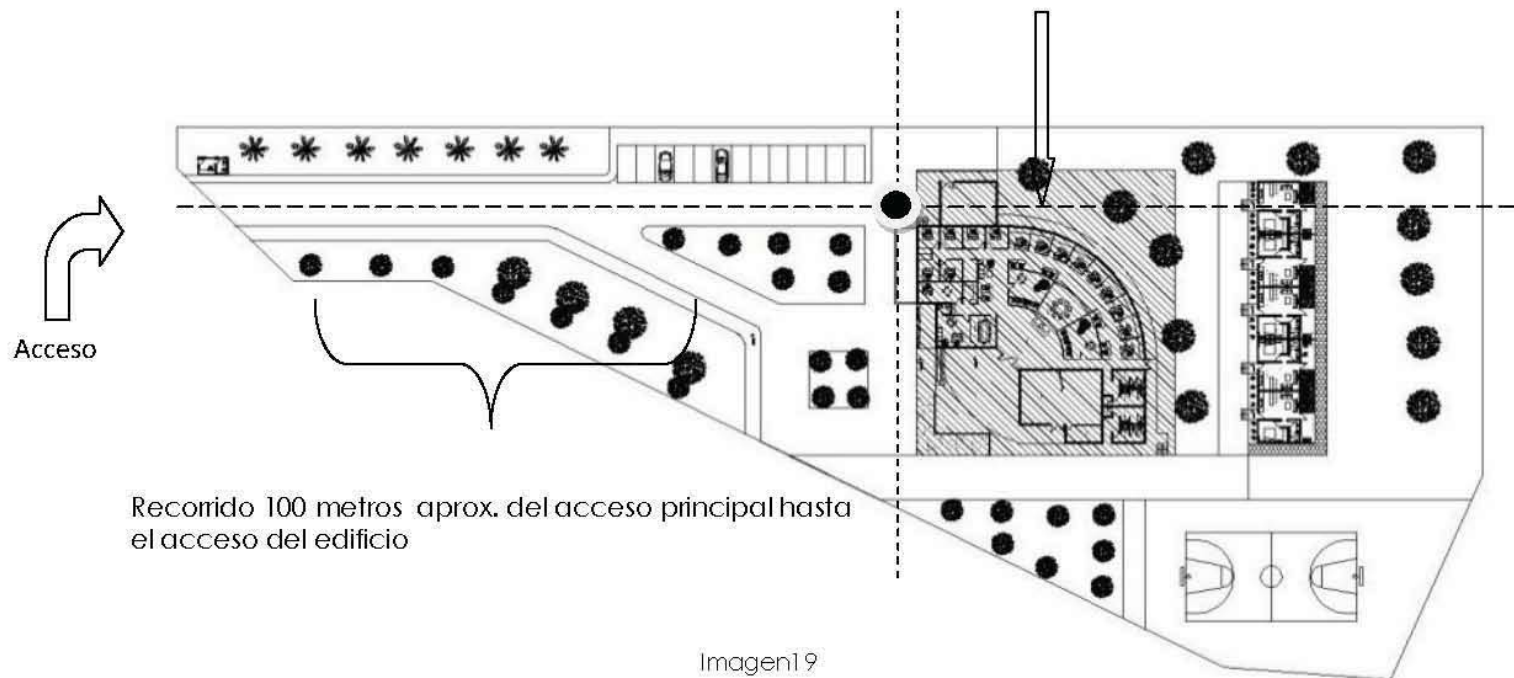 Acceso
Recorrido 100 metros aprox. del acceso principal hasta
el acceso del edificio
Imagen19